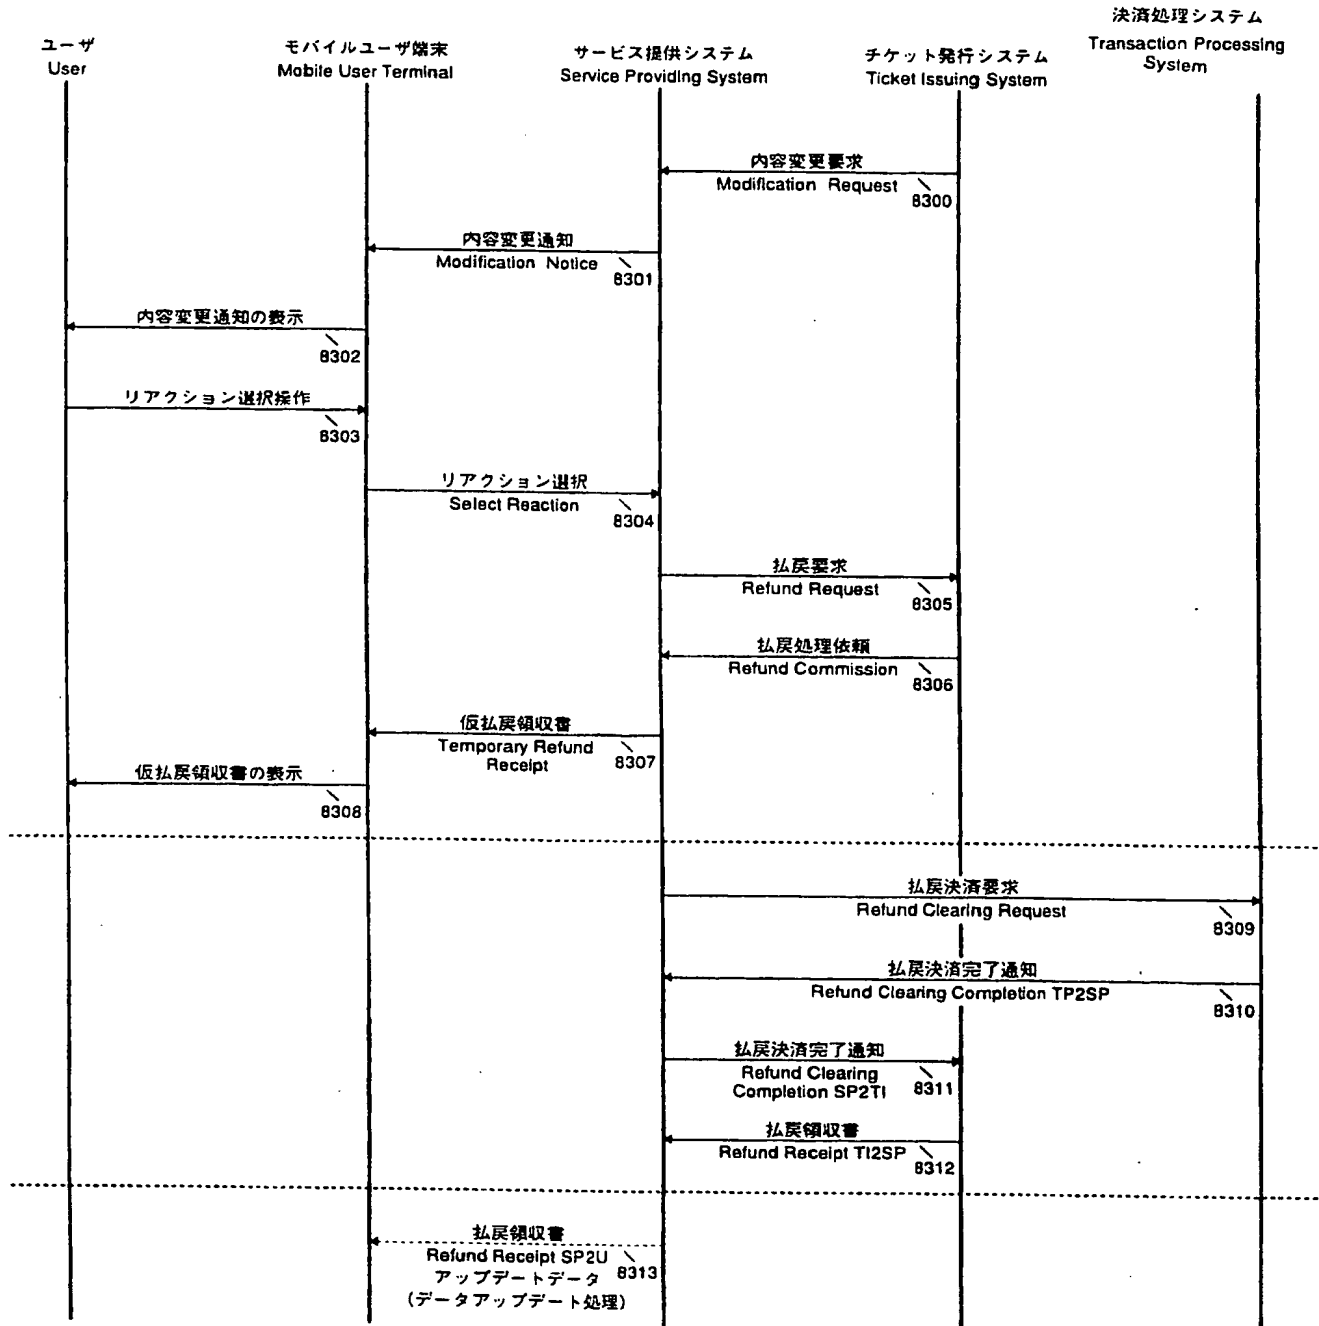 ユーザ
User
モバイルユーザ端末
Mobile User Terminal
サービス提供システム
Service Providing System
チケット発行システム
Ticket Issuing System
決済処理システム
Transaction Processing
System
内容変更要求
Modification Request
8300
内容変更通知
Modification Notice
8301
内容変更通知の表示
8302
リアクション選択操作
8303
リアクション選択
Select Reaction
8304
払戻要求
Refund Request
8305
払戻処理依頼
Refund Commission
8306
仮払戻領収書
Temporary Refund
Receipt
8307
仮払戻領収書の表示
8308
払戻決済要求
Refund Clearing Request
8309
払戻決済完了通知
Refund Clearing Completion TP2SP
8310
払戻決済完了通知
Refund Clearing
Completion SP2TI
8311
払戻領収書
Refund Receipt TI2SP
8312
払戻領収書
Refund Receipt SP2U
8313
アップデートデータ
(データアップデート処理)